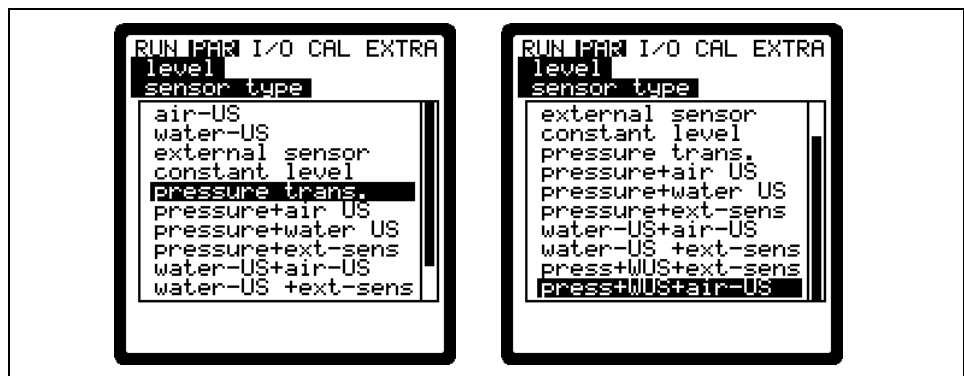 RUN PAR I/O CAL EXTRA
level
sensor type
air-US
water-US
external sensor
constant level
pressure trans.
pressure+air US
pressure+water US
pressure+ext-sens
water-US+air-US
water-US +ext-sens
RUN PAR I/O CAL EXTRA
level
sensor type
external sensor
constant level
pressure trans.
pressure+air US
pressure+water US
pressure+ext-sens
water-US+air-US
water-US +ext-sens
press+WUS+ext-sens
press+WUS+air-US